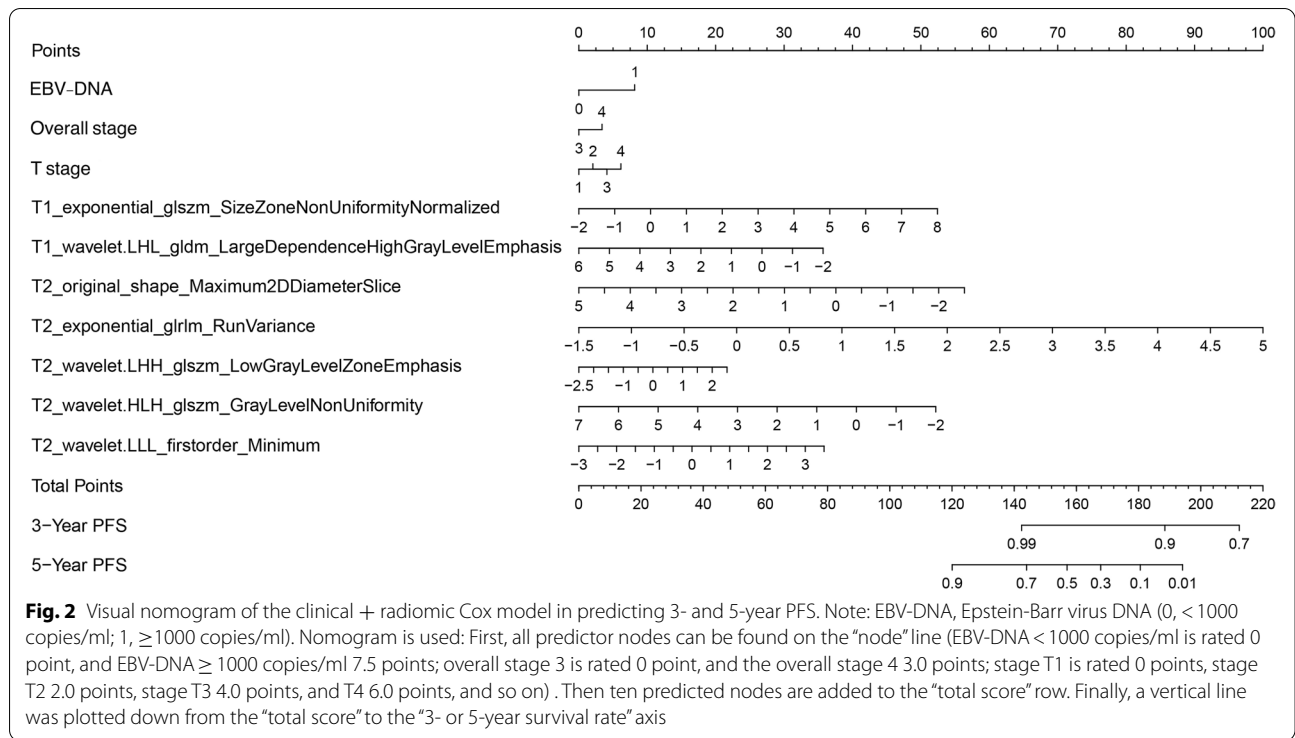 Points 0 10 20 30 40 50 60 70 80 90 100
EBV−DNA 0 1
Overall stage 3 4
T stage 1 2 3 4
T1_exponential_glszm_SizeZoneNonUniformityNormalized −2 −1 0 1 2 3 4 5 6 7 8
T1_wavelet.LHL_gldm_LargeDependenceHighGrayLevelEmphasis 6 5 4 3 2 1 0 −1 −2
T2_original_shape_Maximum2DDiameterSlice 5 4 3 2 1 0 −1 −2
T2_exponential_glrlm_RunVariance −1.5 −1 −0.5 0 0.5 1 1.5 2 2.5 3 3.5 4 4.5 5
T2_wavelet.LHH_glszm_LowGrayLevelZoneEmphasis −2.5 −1 0 1 2
T2_wavelet.HLH_glszm_GrayLevelNonUniformity 7 6 5 4 3 2 1 0 −1 −2
T2_wavelet.LLL_firstorder_Minimum −3 −2 −1 0 1 2 3
Total Points 0 20 40 60 80 100 120 140 160 180 200 220
3−Year PFS 0.99 0.9 0.7
5−Year PFS 0.9 0.7 0.5 0.3 0.1 0.01
Fig. 2 Visual nomogram of the clinical + radiomic Cox model in predicting 3- and 5-year PFS. Note: EBV-DNA, Epstein-Barr virus DNA (0, < 1000
copies/ml; 1, ≥1000 copies/ml). Nomogram is used: First, all predictor nodes can be found on the “node” line (EBV-DNA < 1000 copies/ml is rated 0
point, and EBV-DNA ≥ 1000 copies/ml 7.5 points; overall stage 3 is rated 0 point, and the overall stage 4 3.0 points; stage T1 is rated 0 points, stage
T2 2.0 points, stage T3 4.0 points, and T4 6.0 points, and so on) . Then ten predicted nodes are added to the “total score” row. Finally, a vertical line
was plotted down from the “total score” to the “3- or 5-year survival rate” axis